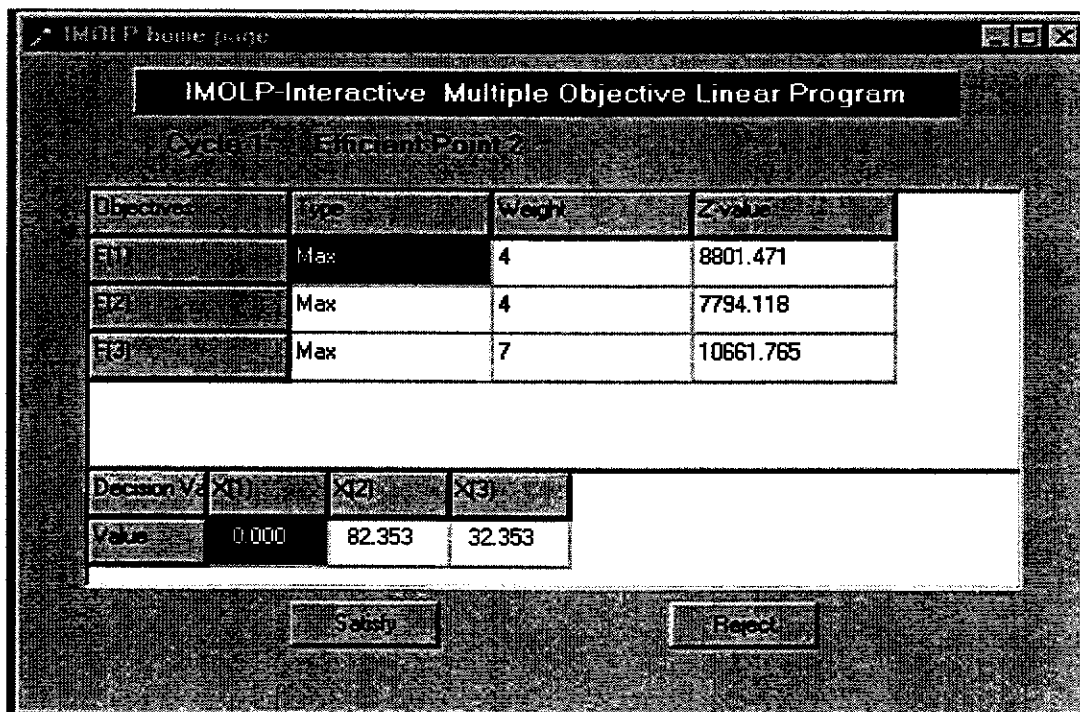 IMOLP home page
IMOLP-Interactive Multiple Objective Linear Program
Cycle 1 Efficient Point 2
Objectives Type Weight Z-value
F(1) Max 4 8801.471
F(2) Max 4 7794.118
F(3) Max 7 10661.765
Decision Va X(1) X(2) X(3)
Value 0.000 82.353 32.353
Satisfy Reject